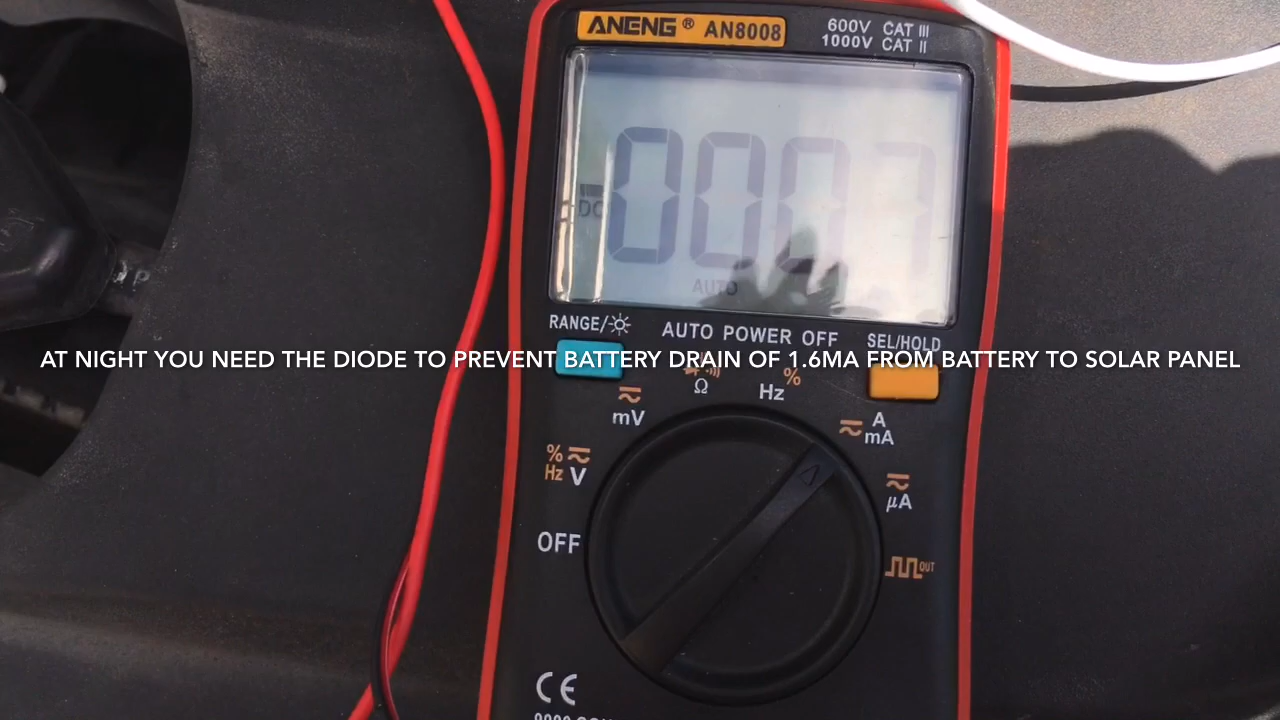 ANENG® AN8008
600V CAT III
1000V CAT II
0007
DC
AUTO
RANGE/
AUTO POWER OFF
SEL/HOLD
AT NIGHT YOU NEED THE DIODE TO PREVENT BATTERY DRAIN OF 1.6MA FROM BATTERY TO SOLAR PANEL
Ω
Hz %
mV
A
mA
% Hz V
μA
OFF
OUT
CE